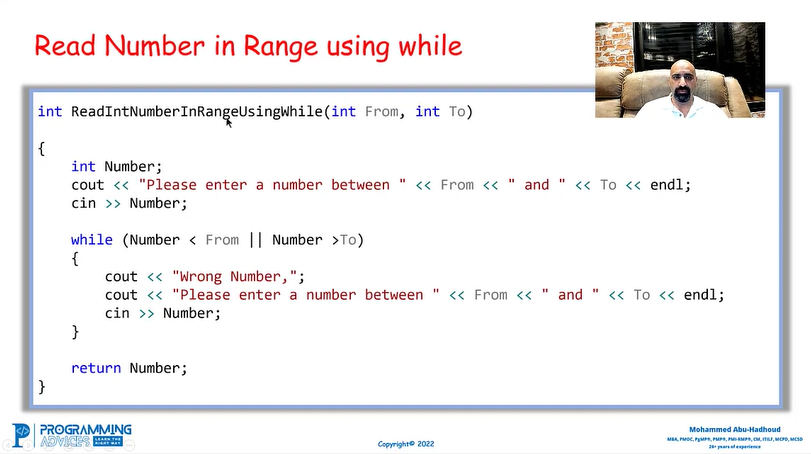 Read Number in Range using while
int ReadIntNumberInRangeUsingWhile(int From, int To)
{
int Number;
cout << "Please enter a number between " << From << " and " << To << endl;
cin >> Number;
while (Number < From || Number >To)
{
cout << "Wrong Number,";
cout << "Please enter a number between " << From << " and " << To << endl;
cin >> Number;
}
return Number;
}
PROGRAMMING
ADVICES LEARN THE RIGHT WAY
Copyright© 2022
Mohammed Abu-Hadhoud
MBA, PMOC, PgMP®, PMP®, PMI-RMP®, CM, ITILF, MCPD, MCSD
26+ years of experience